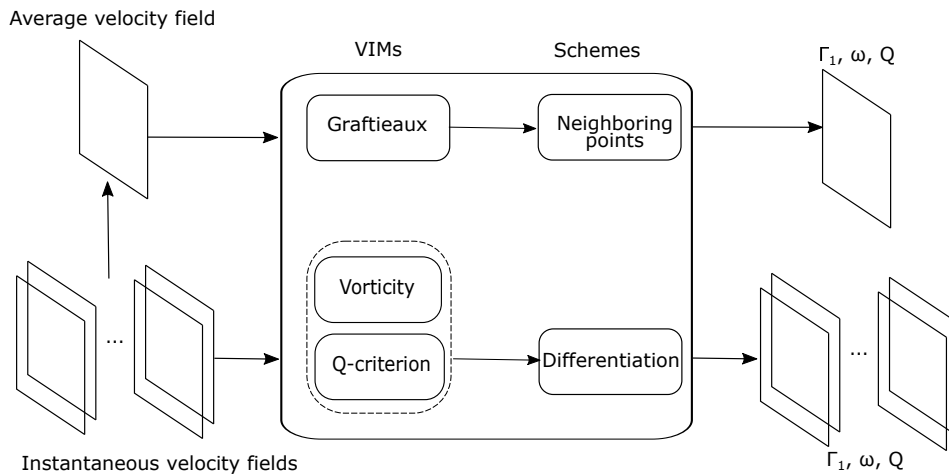 Average velocity field
VIMs
Schemes
Γ₁, ω, Q
Graftieaux
Neighboring
points
Vorticity
...
Q-criterion
Differentiation
...
Instantaneous velocity fields
Γ₁, ω, Q